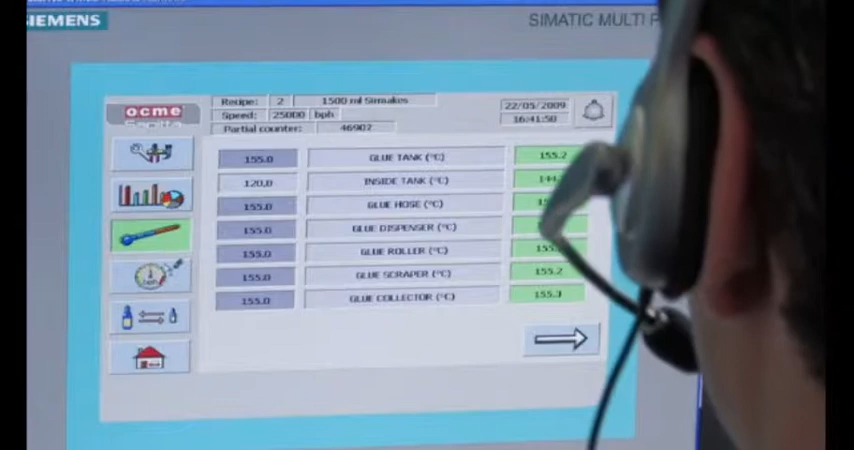 SIEMENS
SIMATIC MULTI P
ocme
Recipe: 2 1500 ml
Speed: 25000 bph
Partial counter: 46902
22/05/2009
16:41:50
155.0 GLUE TANK (°C) 155.2
120.0 INSIDE TANK (°C)
155.0 GLUE HOSE (°C)
155.0 GLUE DISPENSER (°C)
155.0 GLUE ROLLER (°C)
155.0 GLUE SCRAPER (°C) 155.2
155.0 GLUE COLLECTOR (°C) 155.3
bph